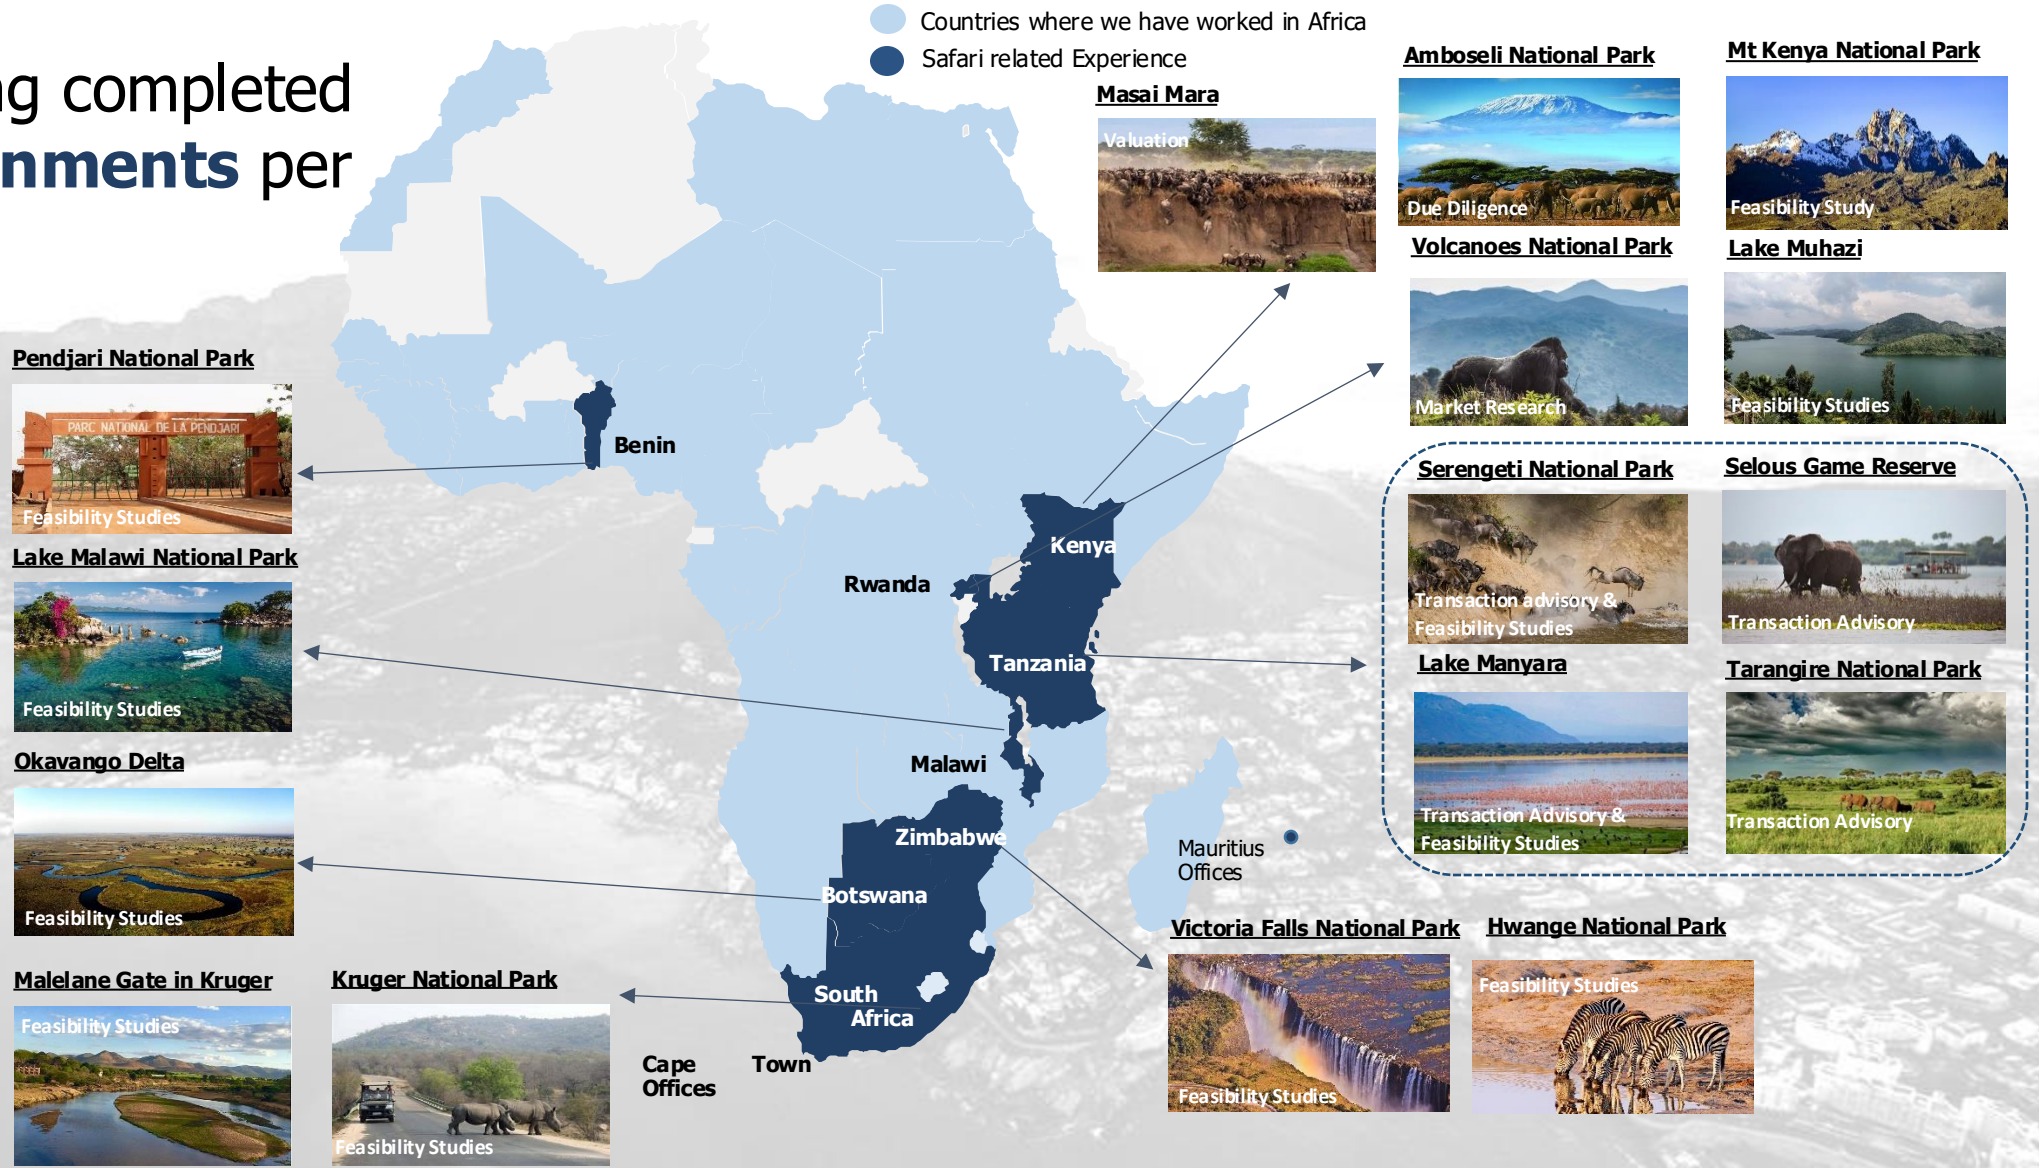 ng completed
nments per
Countries where we have worked in Africa
Safari related Experience
Masai Mara
Valuation
Amboseli National Park
Due Diligence
Mt Kenya National Park
Feasibility Study
Volcanoes National Park
Market Research
Lake Muhazi
Feasibility Studies
Pendjari National Park
PARC NATIONAL DE LA PENDJARI
Feasibility Studies
Lake Malawi National Park
Feasibility Studies
Okavango Delta
Feasibility Studies
Malelane Gate in Kruger
Feasibility Studies
Kruger National Park
Feasibility Studies
Benin
Kenya
Rwanda
Tanzania
Malawi
Zimbabwe
Botswana
South
Africa
Cape Town
Offices
Mauritius
Offices
Serengeti National Park
Transaction advisory &
Feasibility Studies
Selous Game Reserve
Transaction Advisory
Lake Manyara
Transaction Advisory &
Feasibility Studies
Tarangire National Park
Transaction Advisory
Victoria Falls National Park
Feasibility Studies
Hwange National Park
Feasibility Studies